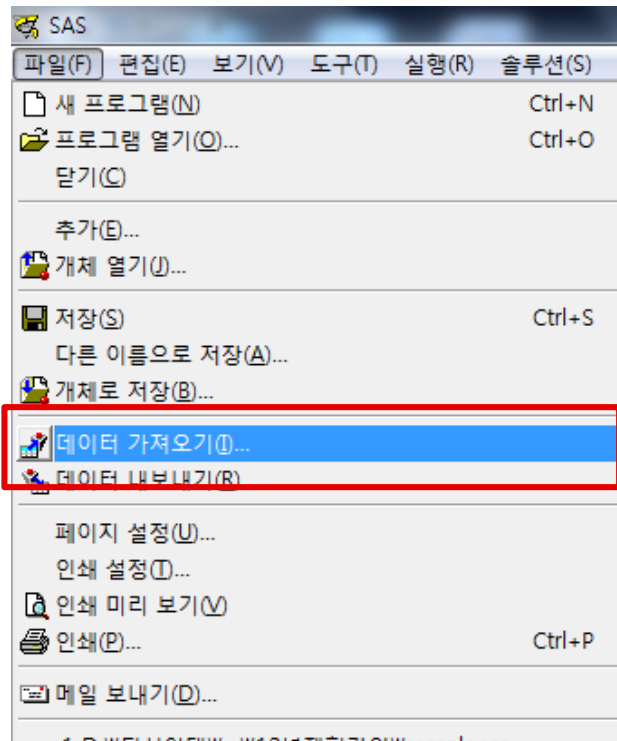 SAS
파일(F) 편집(E) 보기(V) 도구(T) 실행(R) 솔루션(S)
새 프로그램(N) Ctrl+N
프로그램 열기(O)... Ctrl+O
닫기(C)
추가(E)...
개체 열기(J)...
저장(S) Ctrl+S
다른 이름으로 저장(A)...
개체로 저장(B)...
데이터 가져오기(I)...
데이터 내보내기(R)
페이지 설정(U)...
인쇄 설정(T)...
인쇄 미리 보기(V)
인쇄(P)... Ctrl+P
메일 보내기(D)...